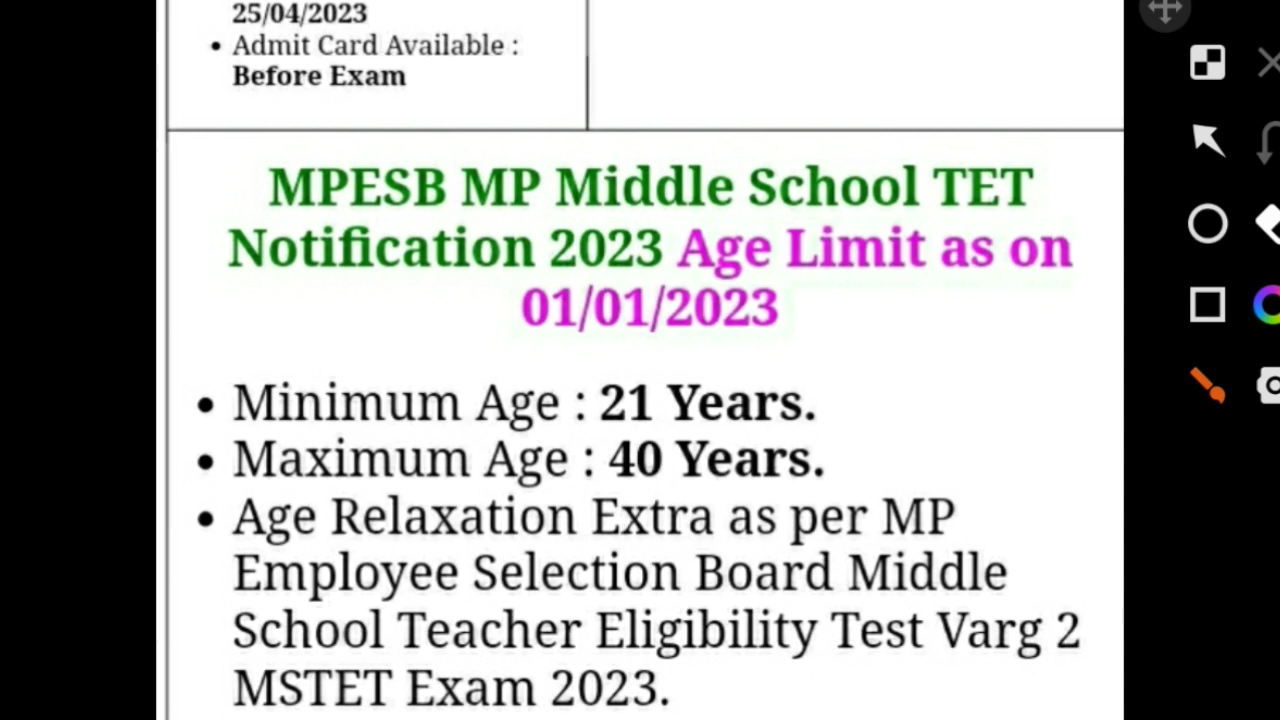 25/04/2023
• Admit Card Available :
Before Exam
MPESB MP Middle School TET
Notification 2023 Age Limit as on
01/01/2023
• Minimum Age : 21 Years.
• Maximum Age : 40 Years.
• Age Relaxation Extra as per MP
Employee Selection Board Middle
School Teacher Eligibility Test Varg 2
MSTET Exam 2023.